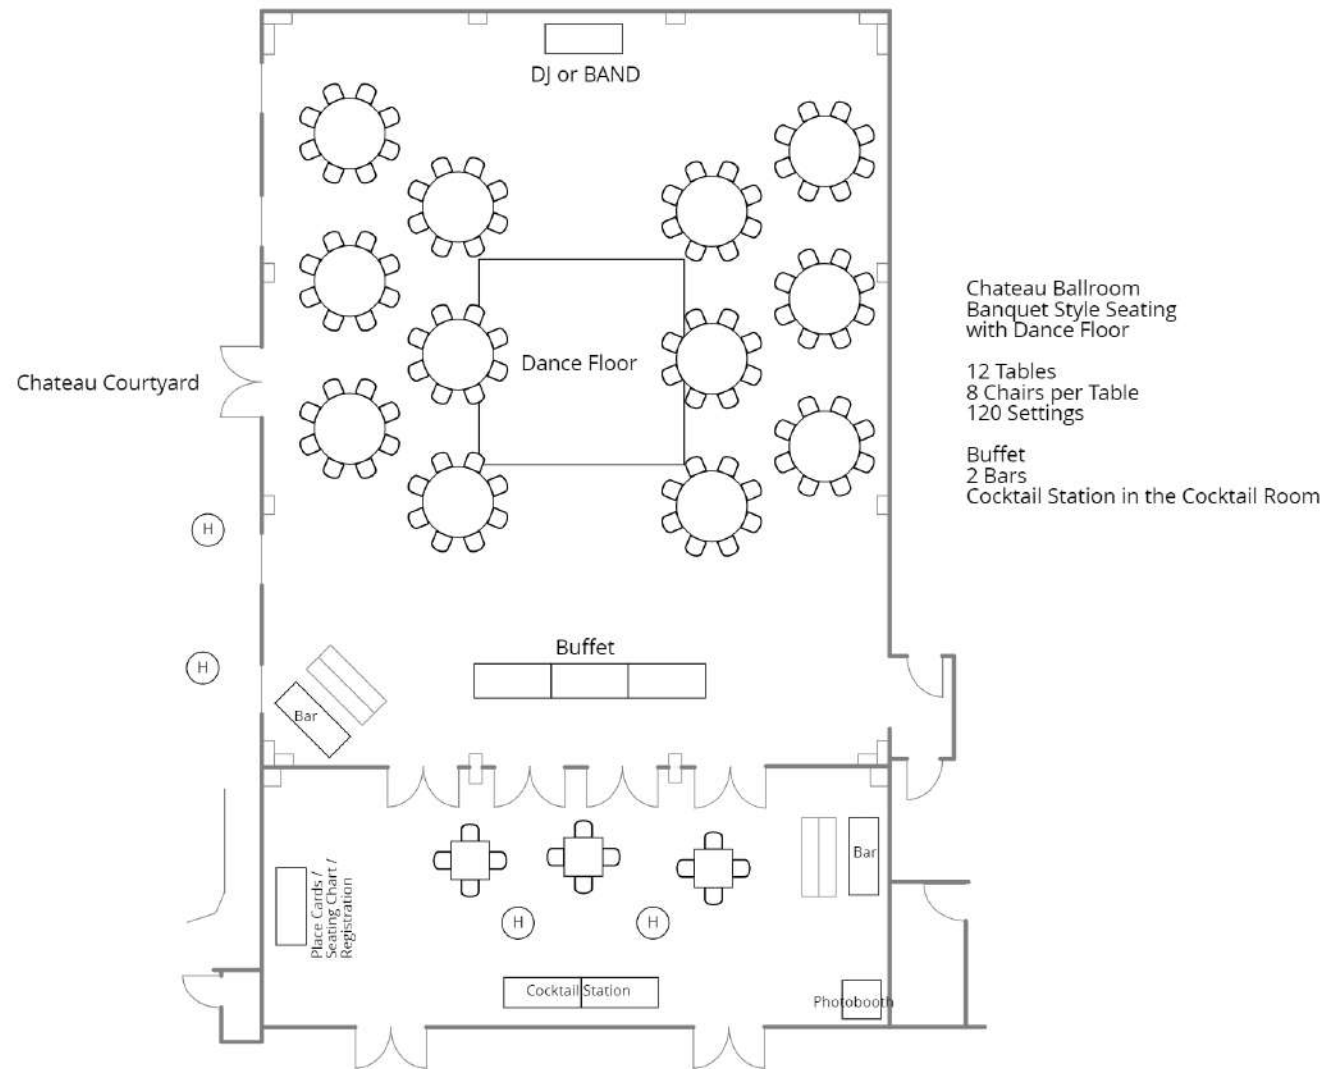 DJ or BAND
Dance Floor
Chateau Courtyard
Chateau Ballroom
Banquet Style Seating
with Dance Floor
12 Tables
8 Chairs per Table
120 Settings
Buffet
2 Bars
Cocktail Station in the Cocktail Room
H
H
Buffet
Bar
Bar
Place Cards /
Seating Chart /
Registration
H
H
Cocktail Station
Photobooth